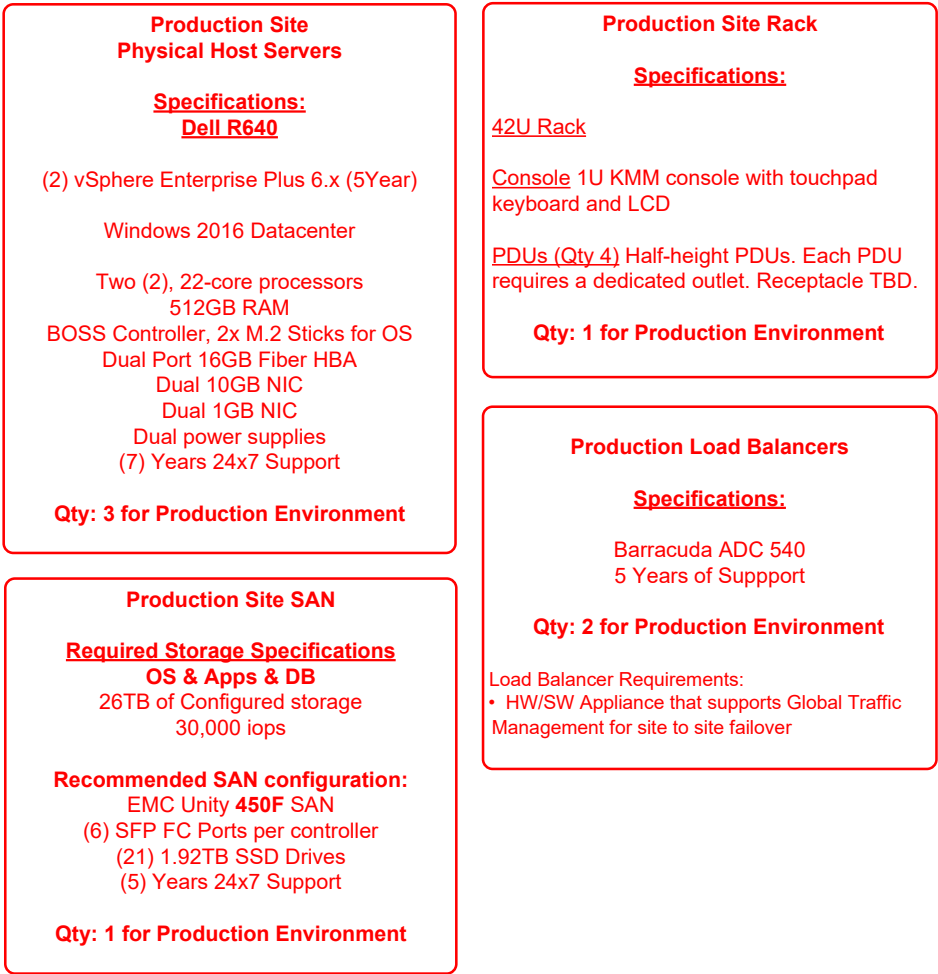 Production Site
Physical Host Servers
Specifications:
Dell R640
(2) vSphere Enterprise Plus 6.x (5Year)
Windows 2016 Datacenter
Two (2), 22-core processors
512GB RAM
BOSS Controller, 2x M.2 Sticks for OS
Dual Port 16GB Fiber HBA
Dual 10GB NIC
Dual 1GB NIC
Dual power supplies
(7) Years 24x7 Support
Qty: 3 for Production Environment
Production Site SAN
Required Storage Specifications
OS & Apps & DB
26TB of Configured storage
30,000 iops
Recommended SAN configuration:
EMC Unity 450F SAN
(6) SFP FC Ports per controller
(21) 1.92TB SSD Drives
(5) Years 24x7 Support
Qty: 1 for Production Environment
Production Site Rack
Specifications:
42U Rack
Console 1U KMM console with touchpad
keyboard and LCD
PDUs (Qty 4) Half-height PDUs. Each PDU
requires a dedicated outlet. Receptacle TBD.
Qty: 1 for Production Environment
Production Load Balancers
Specifications:
Barracuda ADC 540
5 Years of Suppport
Qty: 2 for Production Environment
Load Balancer Requirements:
• HW/SW Appliance that supports Global Traffic
Management for site to site failover